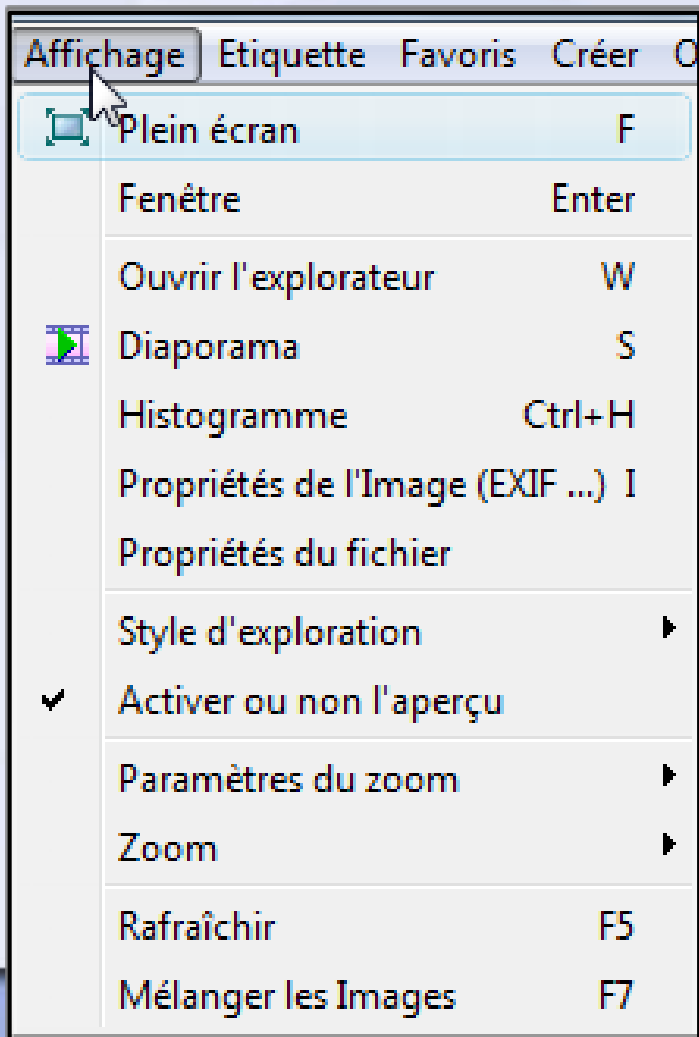 Affichage Etiquette Favoris Créer O
Plein écran F
Fenêtre Enter
Ouvrir l'explorateur W
Diaporama S
Histogramme Ctrl+H
Propriétés de l'Image (EXIF ...) I
Propriétés du fichier
Style d'exploration
Activer ou non l'aperçu
Paramètres du zoom
Zoom
Rafraîchir F5
Mélanger les Images F7